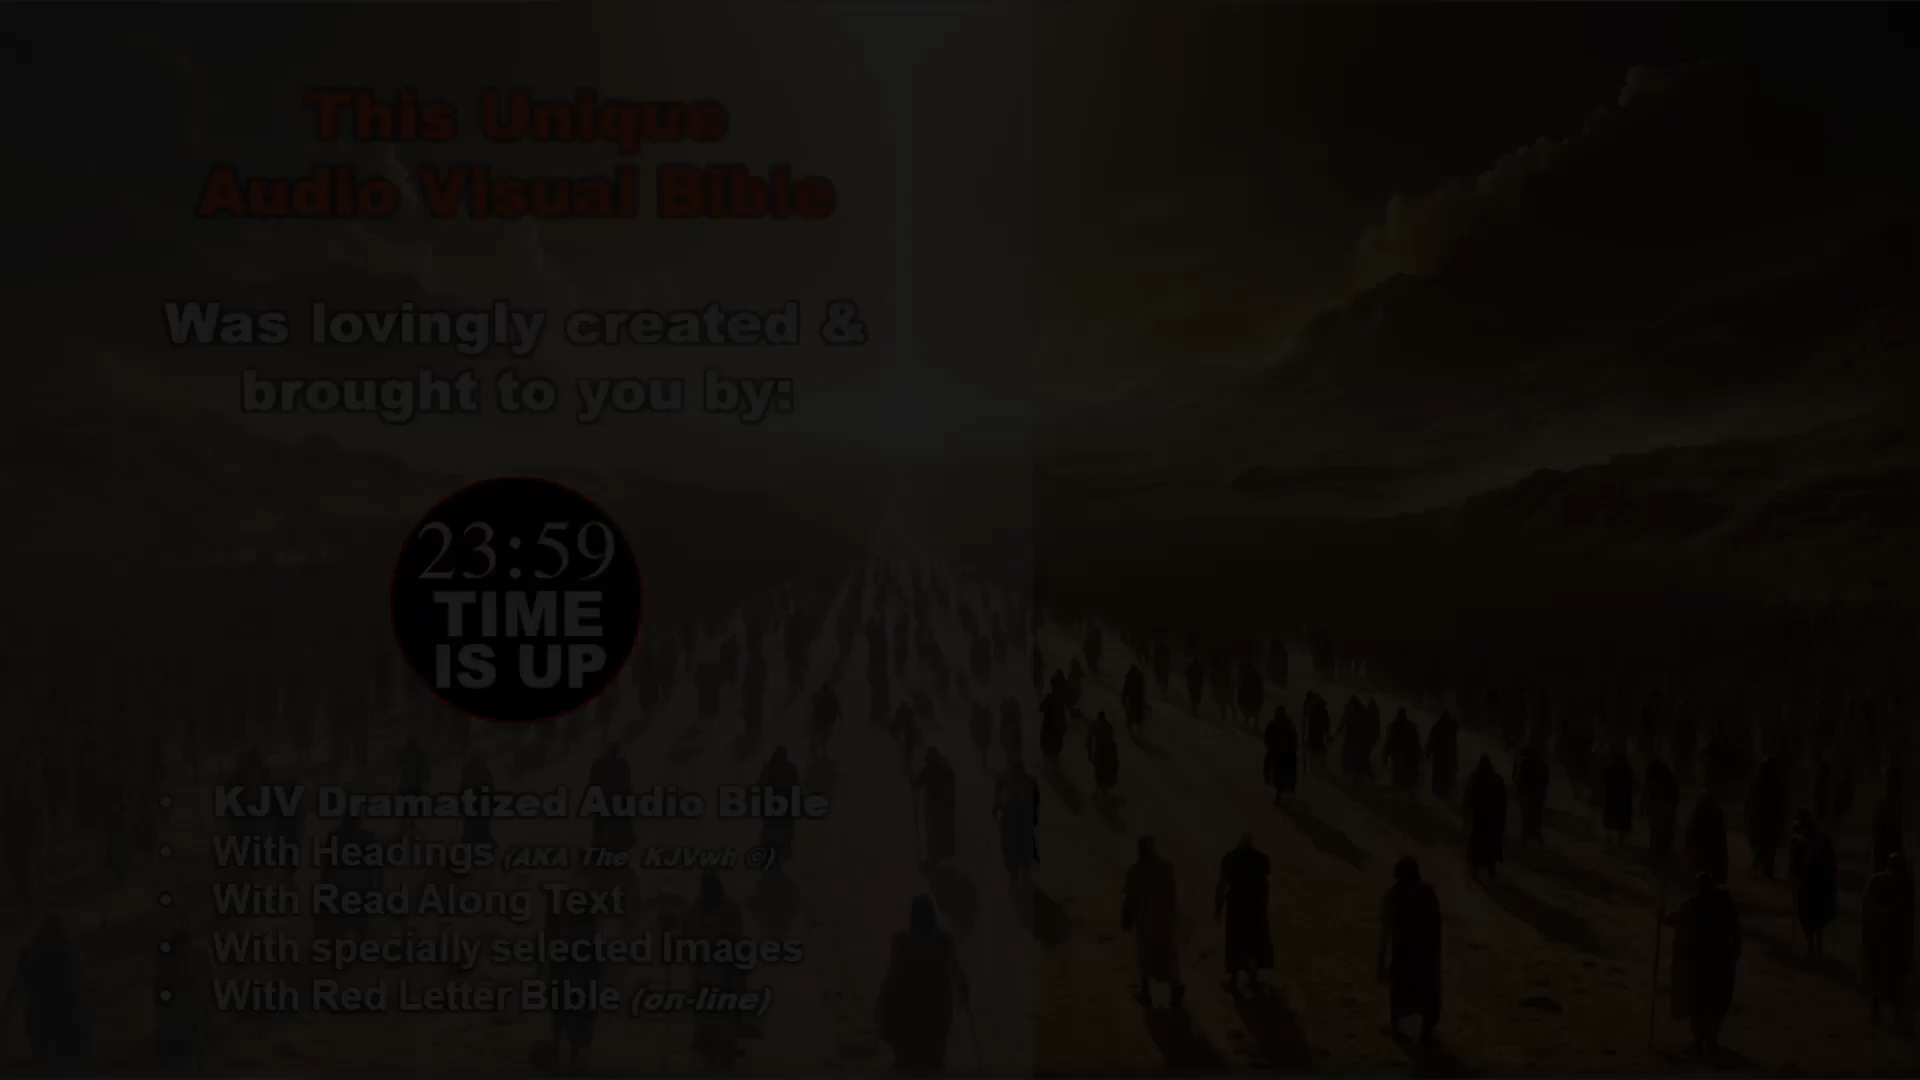 This Unique
Audio Visual Bible
Was lovingly created &
brought to you by:
23:59
TIME
IS UP
• KJV Dramatized Audio Bible
• With Headings (AKA The KJVwh ©)
• With Read Along Text
• With specially selected Images
• With Red Letter Bible (on-line)